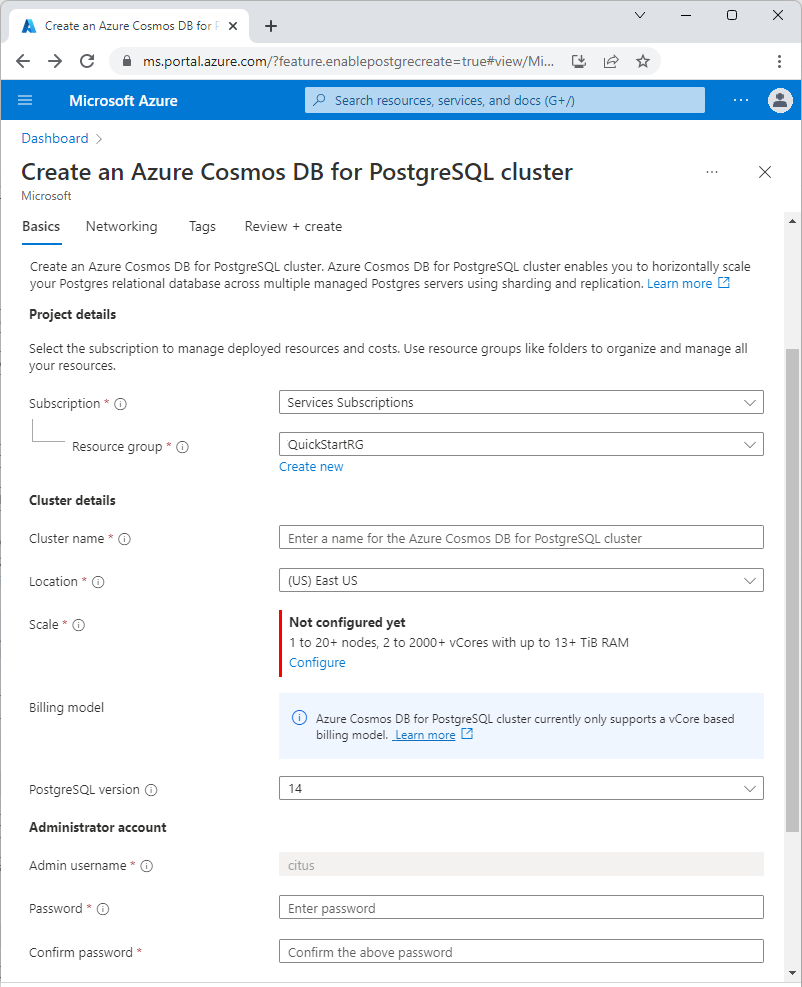 Create an Azure Cosmos DB for P
ms.portal.azure.com/?feature.enablepostgrecreate=true#view/Mi...
Microsoft Azure
Search resources, services, and docs (G+/)
Dashboard
Create an Azure Cosmos DB for PostgreSQL cluster
Microsoft
Basics Networking Tags Review + create
Create an Azure Cosmos DB for PostgreSQL cluster. Azure Cosmos DB for PostgreSQL cluster enables you to horizontally scale
your Postgres relational database across multiple managed Postgres servers using sharding and replication. Learn more
Project details
Select the subscription to manage deployed resources and costs. Use resource groups like folders to organize and manage all
your resources.
Subscription * Services Subscriptions
Resource group * QuickStartRG
Create new
Cluster details
Cluster name * Enter a name for the Azure Cosmos DB for PostgreSQL cluster
Location * (US) East US
Scale * Not configured yet
1 to 20+ nodes, 2 to 2000+ vCores with up to 13+ TiB RAM
Configure
Billing model
Azure Cosmos DB for PostgreSQL cluster currently only supports a vCore based
billing model. Learn more
PostgreSQL version 14
Administrator account
Admin username * citus
Password * Enter password
Confirm password * Confirm the above password